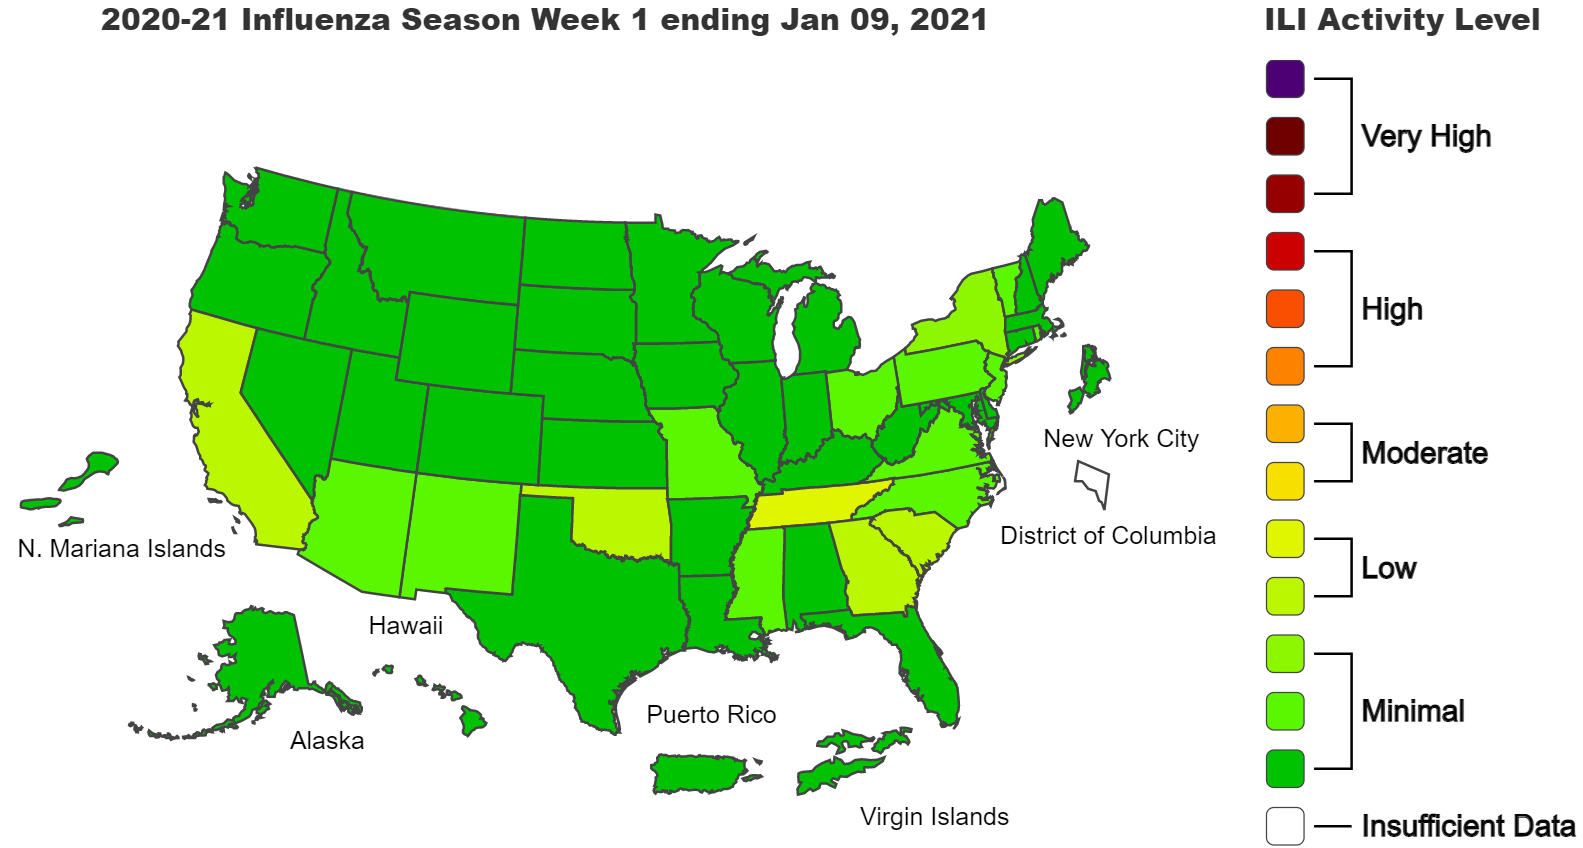 2020-21 Influenza Season Week 1 ending Jan 09, 2021
ILI Activity Level
Very High
High
Moderate
Low
Minimal
Insufficient Data
New York City
District of Columbia
N. Mariana Islands
Hawaii
Alaska
Puerto Rico
Virgin Islands